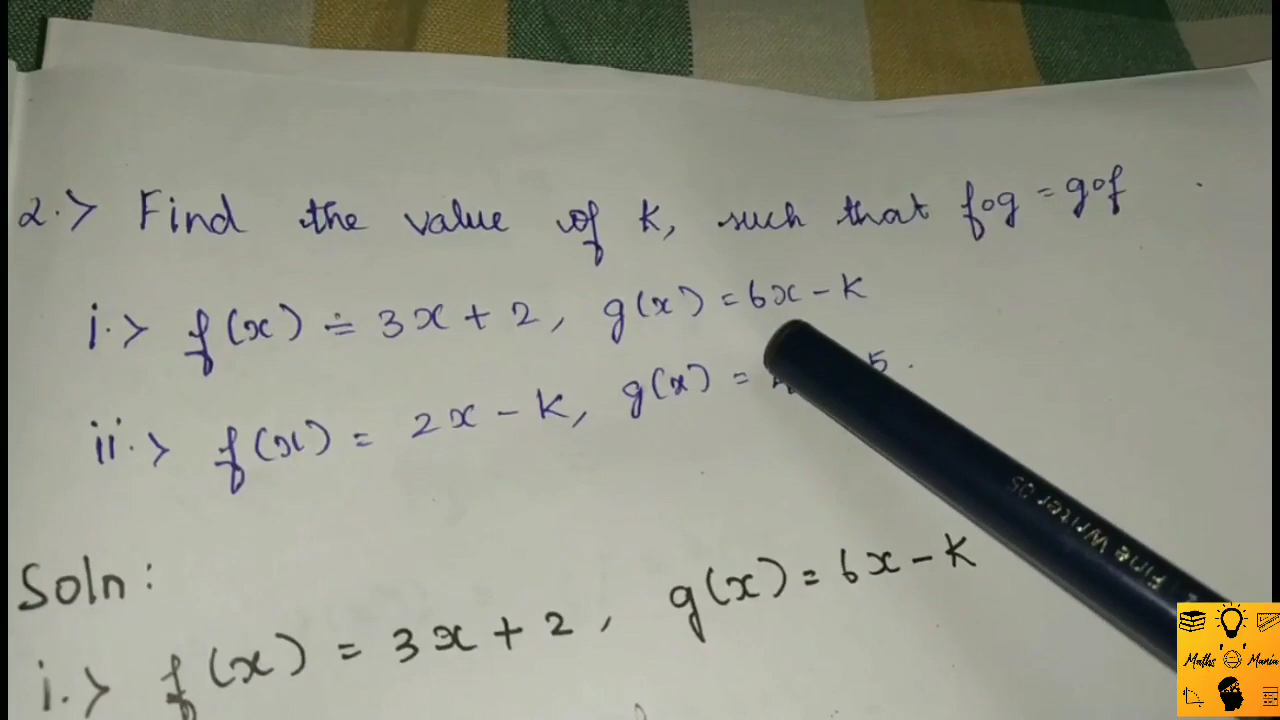 2.> Find the value of k, such that fog = gof
i.> f(x) = 3x + 2, g(x) = 6x - k
ii.> f(x) = 2x - k, g(x) = 5.
Soln:
i.> f(x) = 3x + 2, g(x) = 6x - k
Fine Writer 05
Maths Mania